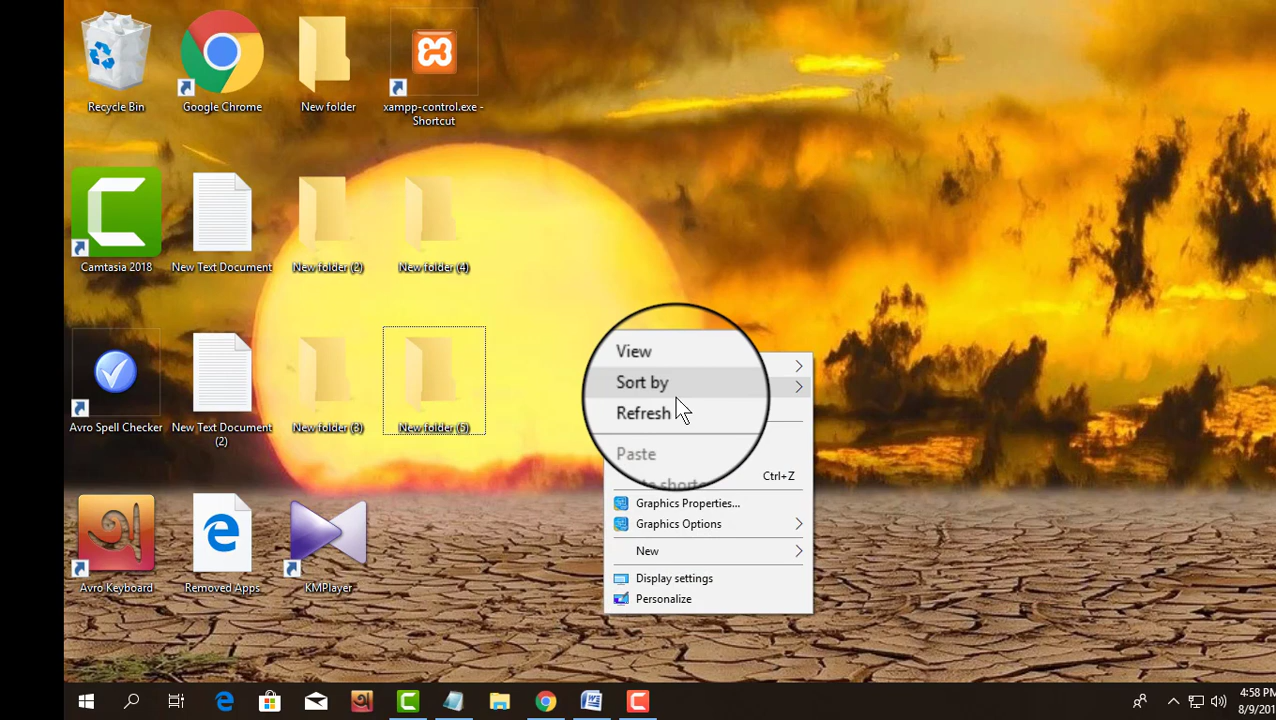 Recycle Bin
Google Chrome
New folder
xampp-control.exe -
Shortcut
Camtasia 2018
New Text Document
New folder (2)
New folder (4)
Avro Spell Checker
New Text Document
(2)
New folder (3)
New folder (5)
Avro Keyboard
Removed Apps
KMPlayer
View
Sort by
Refresh
Paste
Ctrl+Z
Graphics Properties...
Graphics Options
New
Display settings
Personalize
4:58 PM
8/9/201